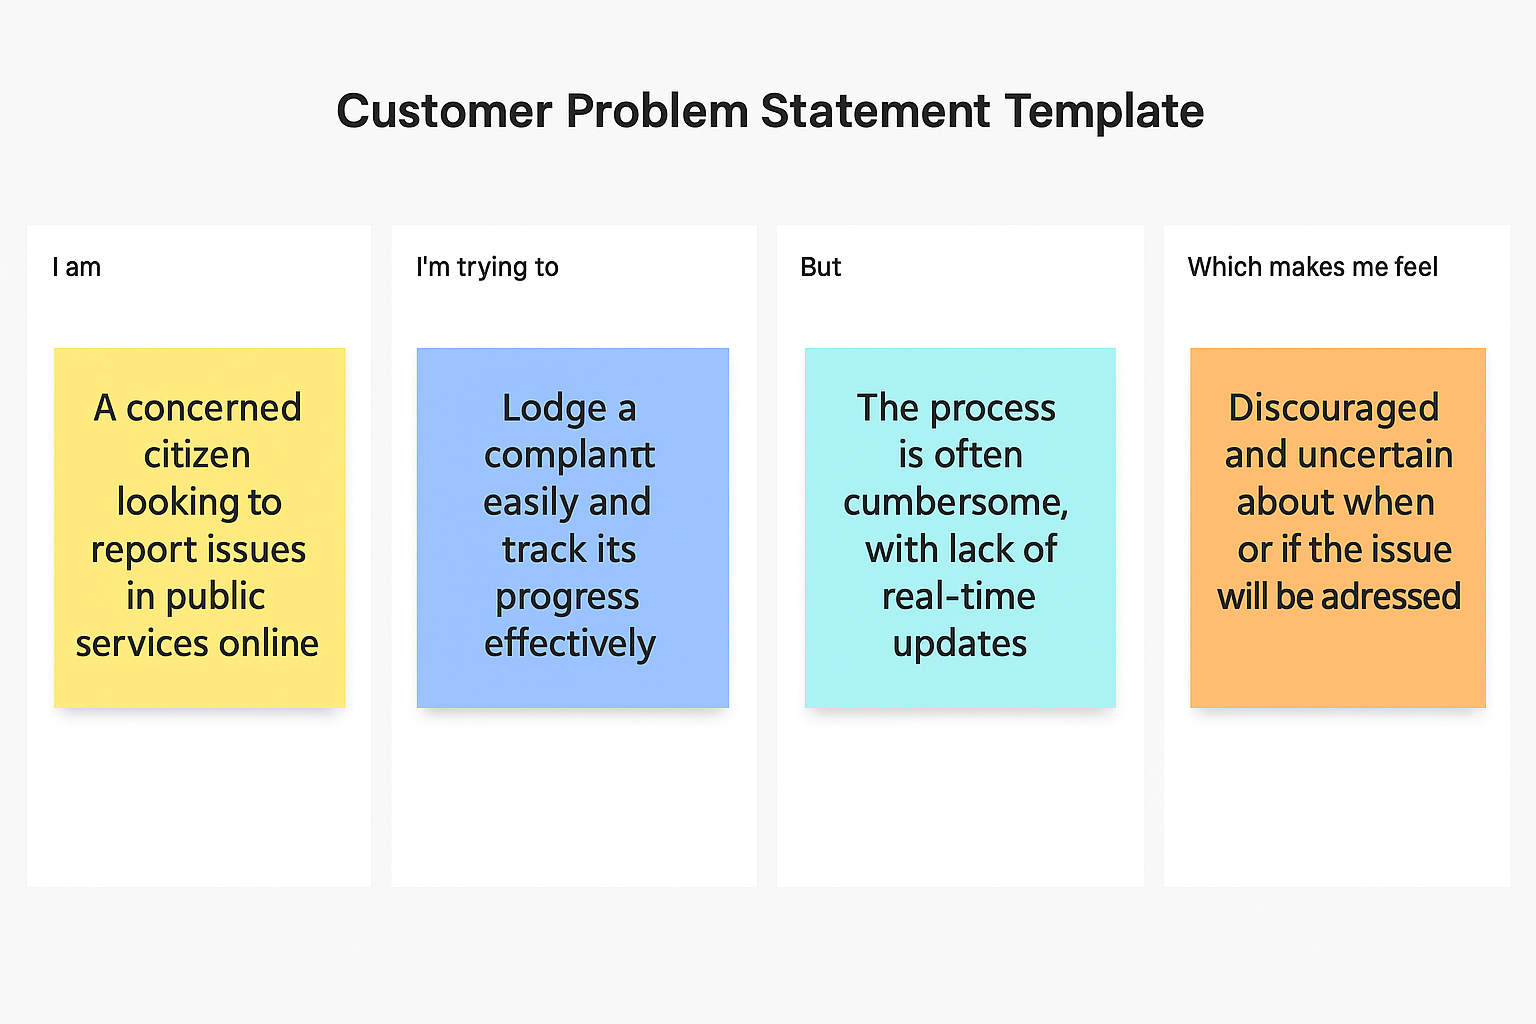 Customer Problem Statement Template
I am
A concerned
citizen
looking to
report issues
in public
services online
I'm trying to
Lodge a
easily and
track its
progress
effectively
But
The process
is often
cumbersome,
with lack of
real-time
updates
Which makes me feel
Discouraged
and uncertain
about when
or if the issue
will be adressed